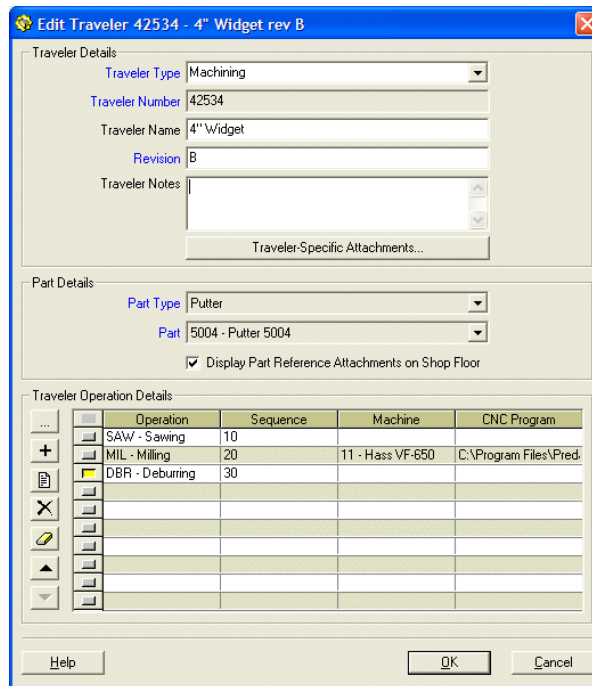 Edit Traveler 42534 - 4" Widget rev B
Traveler Details
Traveler Type Machining
Traveler Number 42534
Traveler Name 4" Widget
Revision B
Traveler Notes
Traveler-Specific Attachments...
Part Details
Part Type Putter
Part 5004 - Putter 5004
Display Part Reference Attachments on Shop Floor
Traveler Operation Details
... Operation Sequence Machine CNC Program
SAW - Sawing 10
MIL - Milling 20 11 - Hass VF-650 C:\Program Files\Pred
DBR - Deburring 30
Help OK Cancel